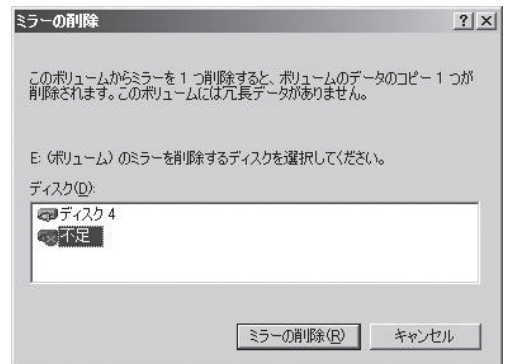 ミラーの削除
このボリュームからミラーを 1 つ削除すると、ボリュームのデータのコピー 1 つが
削除されます。このボリュームには冗長データがありません。
E: (ボリューム) のミラーを削除するディスクを選択してください。
ディスク(D):
ディスク 4
不足
ミラーの削除(R)
キャンセル